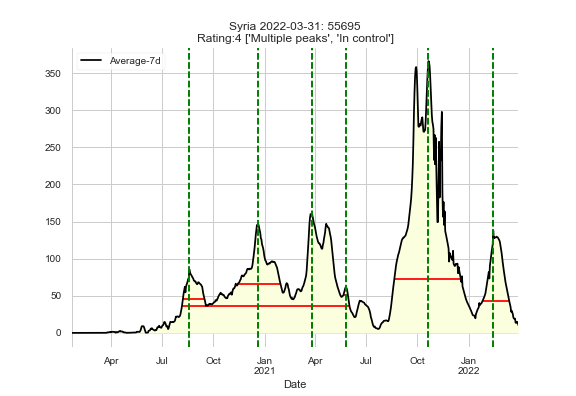 Syria 2022-03-31: 55695
Rating:4 ['Multiple peaks', 'In control']
Average-7d
350
300
250
200
150
100
50
0
Apr Jul Oct Jan Apr Jul Oct Jan
2021 2022
Date